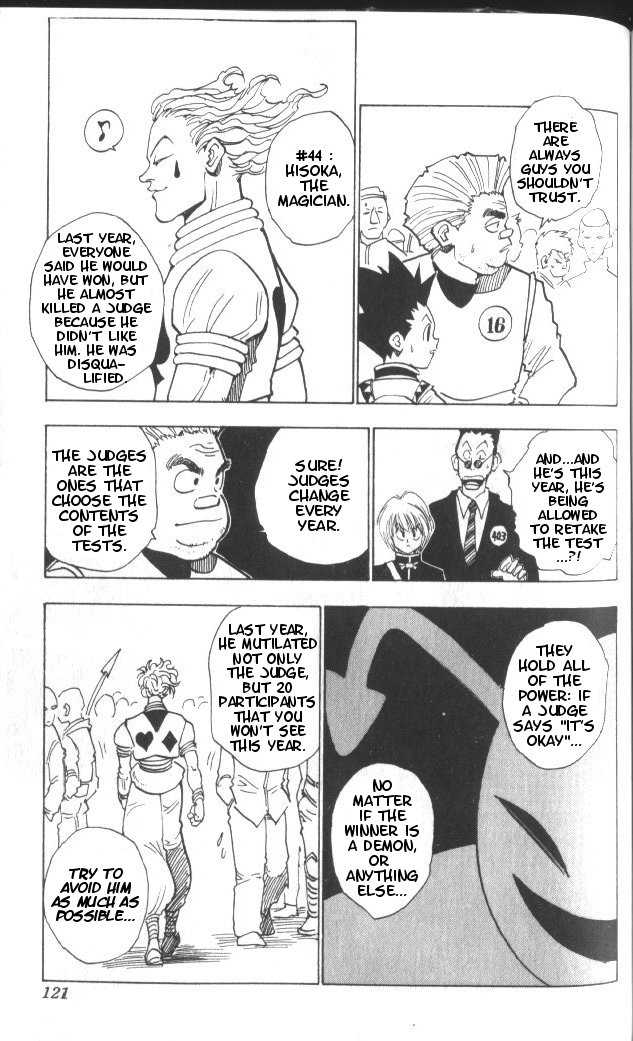 THERE
ARE
ALWAYS
GUYS YOU
SHOULDN'T
TRUST.
16
#44 :
HISOKA,
THE
MAGICIAN.
LAST YEAR,
EVERYONE
SAID HE WOULD
HAVE WON, BUT
HE ALMOST
KILLED A JUDGE
BECAUSE HE
DIDN'T LIKE
HIM. HE WAS
DISQUA-
LIFIED.
AND...AND
HE'S THIS
YEAR, HE'S
BEING
ALLOWED
TO RETAKE
THE TEST
...?!
403
SURE!
JUDGES
CHANGE
EVERY
YEAR.
THE JUDGES
ARE THE
ONES THAT
CHOOSE THE
CONTENTS
OF THE
TESTS.
THEY
HOLD ALL
OF THE
POWER: IF
A JUDGE
SAYS "IT'S
OKAY"...
NO
MATTER
IF THE
WINNER IS
A DEMON,
OR
ANYTHING
ELSE...
LAST YEAR,
HE MUTILATED
NOT ONLY
THE JUDGE,
BUT 20
PARTICIPANTS
THAT YOU
WON'T SEE
THIS YEAR.
TRY TO
AVOID HIM
AS MUCH AS
POSSIBLE...
121